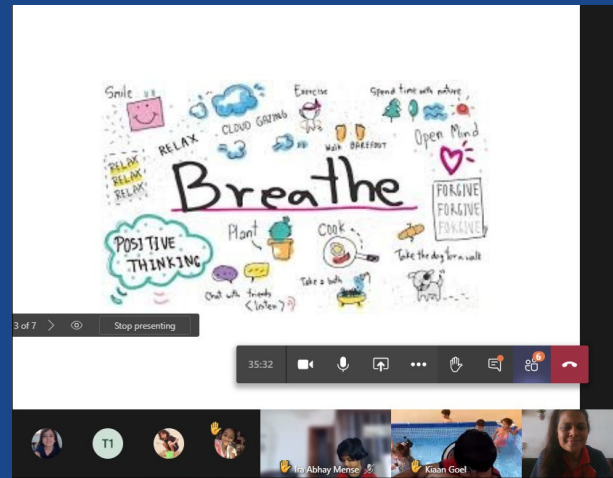 Smile
Exercise
Spend time with nature
CLOUD GAZING
RELAX
Walk BAREFOOT
Open Mind
RELAX
RELAX
RELAX
Breathe
FORGIVE
FORGIVE
FORGIVE
POSITIVE
THINKING
Plant
Cook
Take the dog for a walk
Chat with friends
<listen>
Take a bath
3 of 7
Stop presenting
35:32
6
T1
Ira Abhay Mense
Kiaan Goel